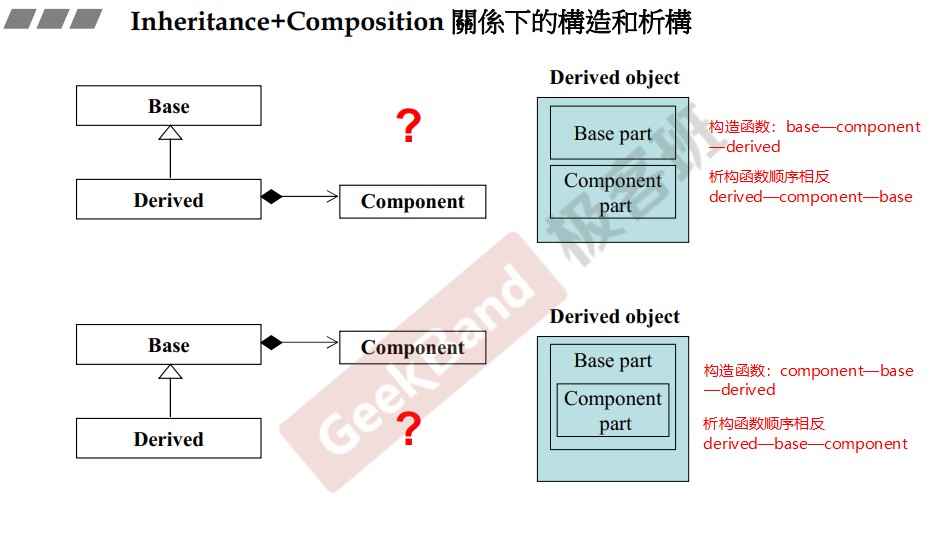 Inheritance+Composition 關係下的構造和析構
Base
Derived
Component
?
Derived object
Base part
Component
part
构造函数：base—component
—derived
析构函数顺序相反
derived—component—base
Base
Component
Derived
?
Derived object
Base part
Component
part
构造函数：component—base
—derived
析构函数顺序相反
derived—base—component
GeekBand 极客班